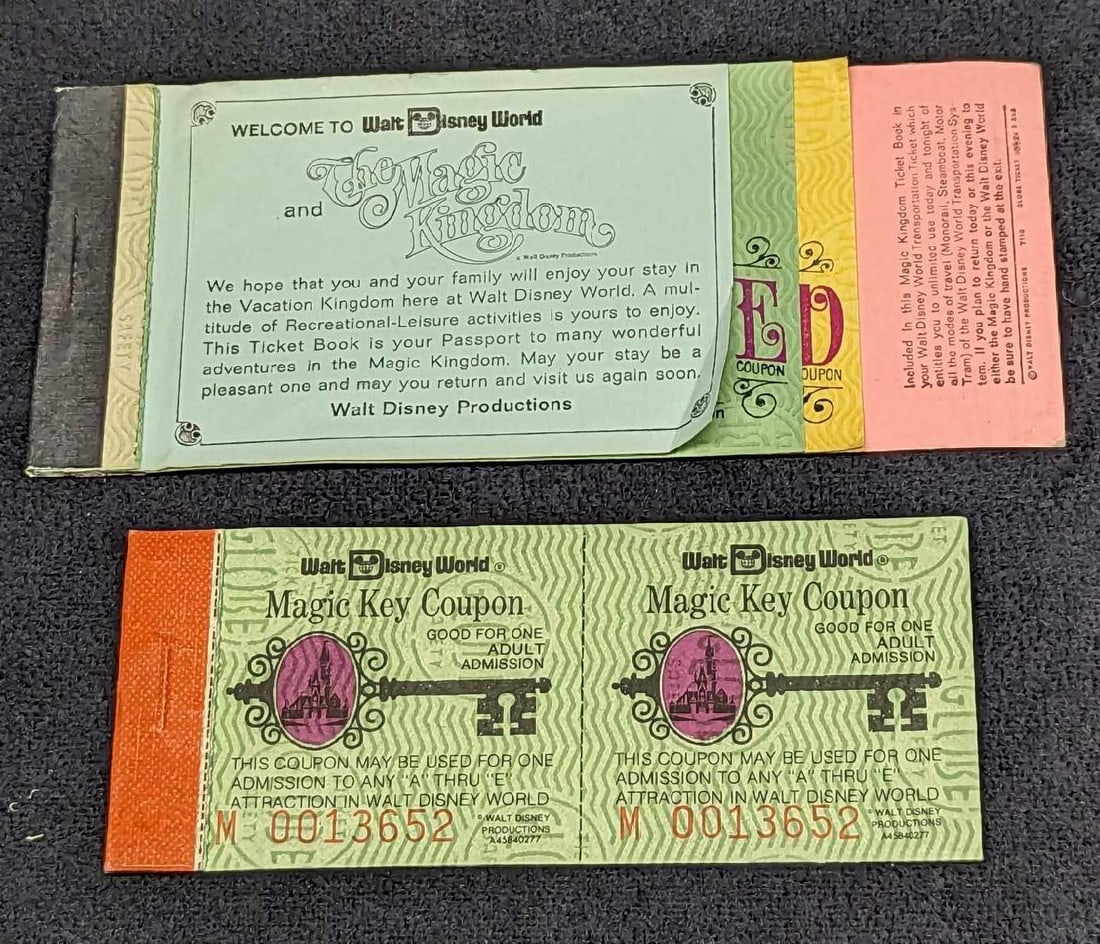 WELCOME TO Walt Disney World
and The Magic Kingdom
© Walt Disney Productions
We hope that you and your family will enjoy your stay in
the Vacation Kingdom here at Walt Disney World. A mul-
titude of Recreational-Leisure activities is yours to enjoy.
This Ticket Book is your Passport to many wonderful
adventures in the Magic Kingdom. May your stay be a
pleasant one and may you return and visit us again soon.
Walt Disney Productions
SAFETY
E
COUPON
D
OUPON
Included In this Magic Kingdom Ticket Book in
your Walt Disney World Transportation Ticket which
entitles you to unlimited use today and tonight of
all the modes of travel (Monorail, Steamboat, Motor
Tram) of the Walt Disney World Transportation Sys-
tem. If you plan to return today or this evening to
either the Magic Kingdom or the Walt Disney World
be sure to have hand stamped at the exit.
© WALT DISNEY PRODUCTIONS 7110 GLOBE TICKET
Walt Disney World ®
Magic Key Coupon
GOOD FOR ONE
ADULT
ADMISSION
THIS COUPON MAY BE USED FOR ONE
ADMISSION TO ANY "A" THRU "E"
ATTRACTION IN WALT DISNEY WORLD
M 0013652
© WALT DISNEY
PRODUCTIONS
A45840277
Walt Disney World ®
Magic Key Coupon
GOOD FOR ONE
ADULT
ADMISSION
THIS COUPON MAY BE USED FOR ONE
ADMISSION TO ANY "A" THRU "E"
ATTRACTION IN WALT DISNEY WORLD
M 0013652
© WALT DISNEY
PRODUCTIONS
A45840277